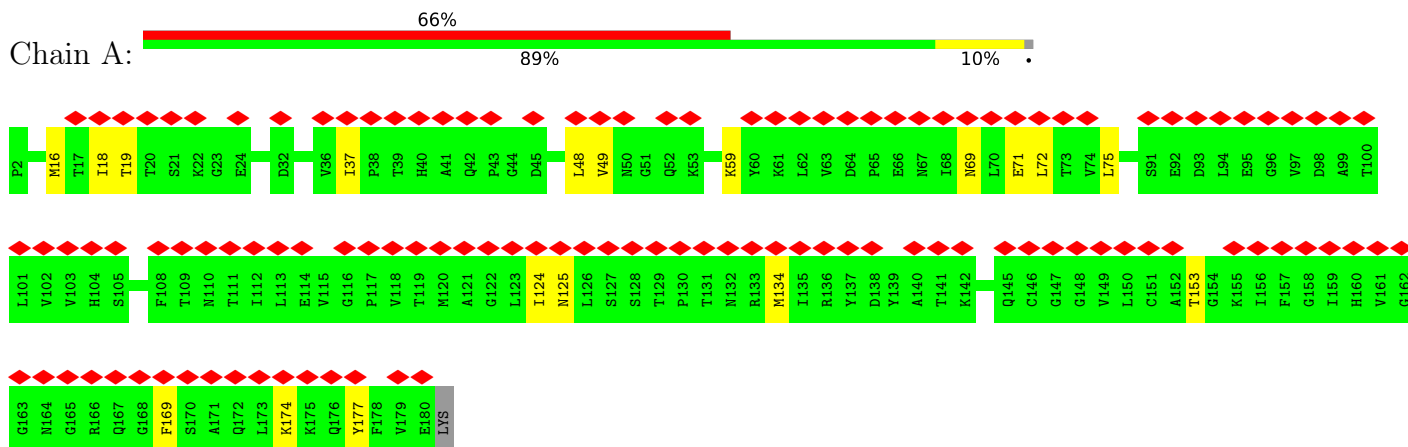 66%
Chain A:
89% 10% •
P2 M16 T17 I18 T19 T20 S21 K22 G23 E24 D32 V36 I37 P38 T39 H40 A41 Q42 P43 G44 D45 L48 V49 N50 G51 Q52 K53 K59 Y60 K61 L62 V63 D64 P65 E66 N67 I68 N69 L70 E71 L72 T73 V74 L75 S91 E92 D93 L94 E95 G96 V97 D98 A99 T100
L101 V102 V103 H104 S105 F108 T109 N110 T111 I112 L113 E114 V115 G116 P117 V118 T119 M120 A121 G122 L123 I124 N125 L126 S127 S128 T129 P130 T131 N132 R133 M134 I135 R136 Y137 D138 Y139 A140 T141 K142 Q145 C146 G147 G148 V149 L150 C151 A152 T153 G154 K155 I156 F157 G158 I159 H160 V161 G162
G163 N164 G165 R166 Q167 G168 F169 S170 A171 Q172 L173 K174 K175 Q176 Y177 F178 V179 E180 LYS